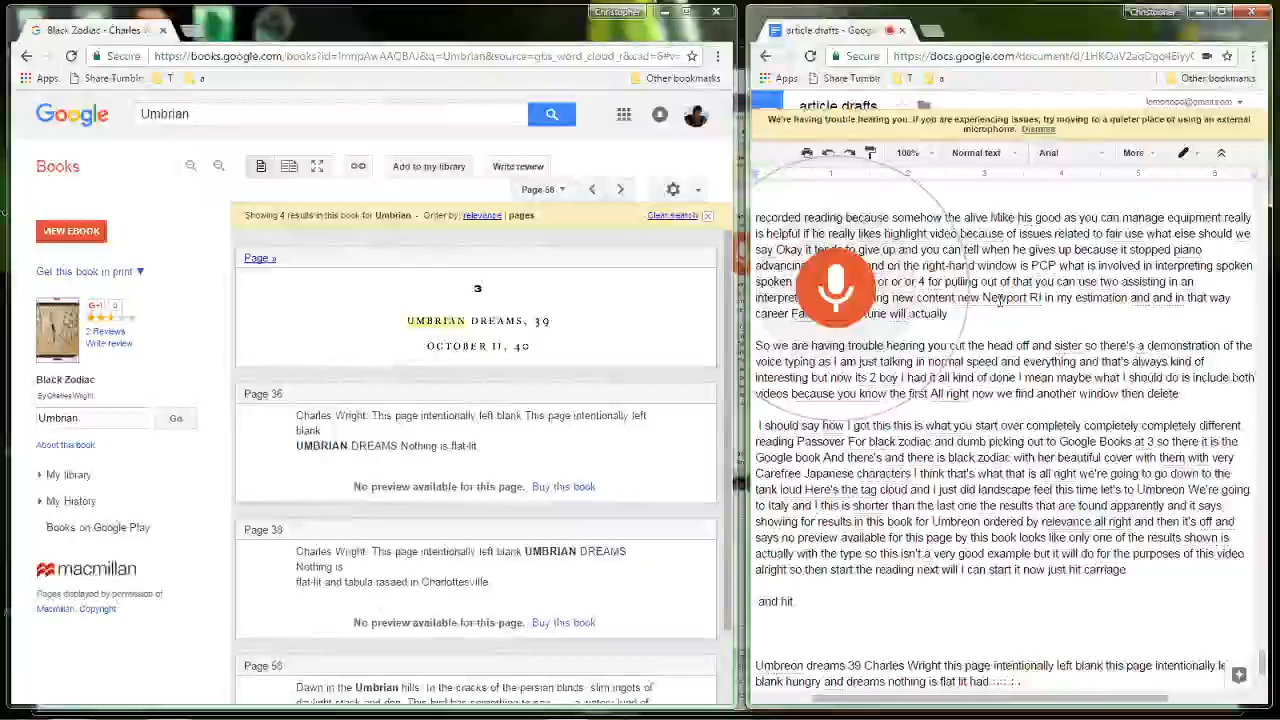 Christopher
Black Zodiac - Charles W
Secure
https://books.google.com/books?id=
Umbrian&source=gbs_word_cloud_r&cad=6#v=
Apps
Share-Tumblr
T
a
Other bookmarks
Google
Umbrian
Books
Add to my library
Write review
Page 58
Showing 4 results in this book for Umbrian - Order by: relevance | pages
Clear search
VIEW EBOOK
Get this book in print ▼
G+1
0
2 Reviews
Write review
Black Zodiac
By Charles Wright
Umbrian
Go
About this book
My library
My History
Books on Google Play
macmillan
Pages displayed by permission of
Macmillan. Copyright
Page »
3
UMBRIAN DREAMS, 39
OCTOBER II, 40
Page 36
Charles Wright. This page intentionally left blank This page intentionally left
blank
UMBRIAN DREAMS Nothing is flat-lit
No preview available for this page. Buy this book
Page 38
Charles Wright. This page intentionally left blank UMBRIAN DREAMS
Nothing is
flat-lit and tabula rasaed in Charlottesville
No preview available for this page. Buy this book
Page 58
Dawn in the Umbrian hills. In the cracks of the persian blinds, slim ingots of
Christopher
article drafts - Google
Secure
https://docs.google.com/document/d/
Apps
Share-Tumblr
T
a
Other bookmarks
article drafts
We're having trouble hearing you. If you are experiencing issues, try moving to a quieter place or using an external
microphone. Dismiss
100%
Normal text
Arial
More
1 2 3 4 5 6
recorded reading because somehow the alive Mike his good as you can manage equipment really
is helpful if he really likes highlight video because of issues related to fair use what else should we
say Okay it tends to give up and you can tell when he gives up because it stopped piano
advancing and on the right-hand window is PCP what is involved in interpreting spoken
spoken or or or 4 for pulling out of that you can use two assisting in an
ing new content new Newport RI in my estimation and and in that way
career une will actually
So we are having trouble hearing you cut the head off and sister so there's a demonstration of the
voice typing as I am just talking in normal speed and everything and that's always kind of
interesting but now its 2 boy I had it all kind of done I mean maybe what I should do is include both
videos because you know the first All right now we find another window then delete
I should say how I got this this is what you start over completely completely completely different
reading Passover For black zodiac and dumb picking out to Google Books at 3 so there it is the
Google book And there's and there is black zodiac with her beautiful cover with them with very
Carefree Japanese characters I think that's what that is all right we're going to go down to the
tank loud Here's the tag cloud and I just did landscape feel this time let's to Umbreon We're going
to Italy and I this is shorter than the last one the results that are found apparently and it says
showing for results in this book for Umbreon ordered by relevance all right and then it's off and
says no preview available for this page by this book looks like only one of the results shown is
actually with the type so this isn't a very good example but it will do for the purposes of this video
alright so then start the reading next will I can start it now just hit carriage
and hit
Umbreon dreams 39 Charles Wright this page intentionally left blank this page intentionally le
blank hungry and dreams nothing is flat lit had